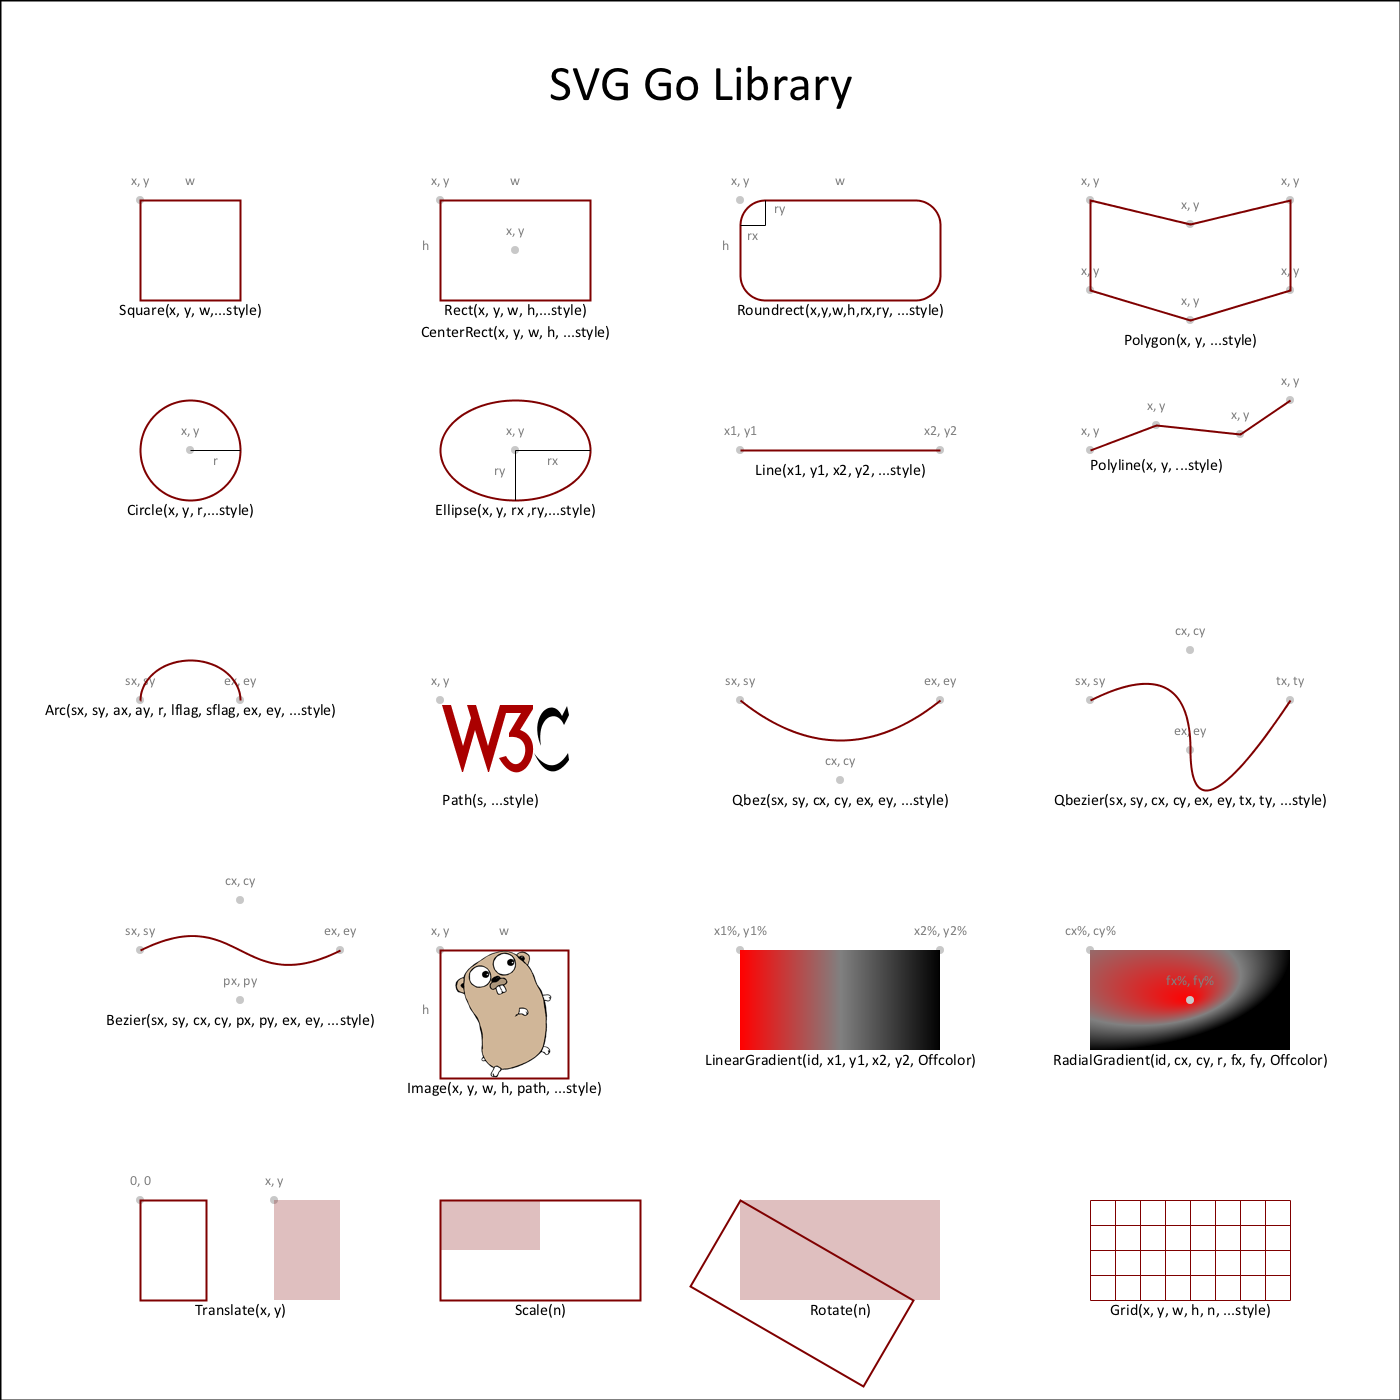 SVG Go Library
x, y
w
x, y
w
h
x, y
x, y
w
ry
rx
h
x, y
x, y
x, y
x, y
x, y
x, y
Square(x, y, w,...style)
Rect(x, y, w, h,...style)
CenterRect(x, y, w, h, ...style)
Roundrect(x,y,w,h,rx,ry, ...style)
Polygon(x, y, ...style)
x, y
r
x, y
rx
ry
x1, y1
x2, y2
x, y
x, y
x, y
x, y
Circle(x, y, r,...style)
Ellipse(x, y, rx ,ry,...style)
Line(x1, y1, x2, y2, ...style)
Polyline(x, y, ...style)
sx, sy
ex, ey
x, y
W3C
sx, sy
ex, ey
cx, cy
cx, cy
sx, sy
tx, ty
ex, ey
Arc(sx, sy, ax, ay, r, lflag, sflag, ex, ey, ...style)
Path(s, ...style)
Qbez(sx, sy, cx, cy, ex, ey, ...style)
Qbezier(sx, sy, cx, cy, ex, ey, tx, ty, ...style)
cx, cy
sx, sy
ex, ey
px, py
x, y
w
h
x1%, y1%
x2%, y2%
cx%, cy%
fx%, fy%
Bezier(sx, sy, cx, cy, px, py, ex, ey, ...style)
Image(x, y, w, h, path, ...style)
LinearGradient(id, x1, y1, x2, y2, Offcolor)
RadialGradient(id, cx, cy, r, fx, fy, Offcolor)
0, 0
x, y
Translate(x, y)
Scale(n)
Rotate(n)
Grid(x, y, w, h, n, ...style)